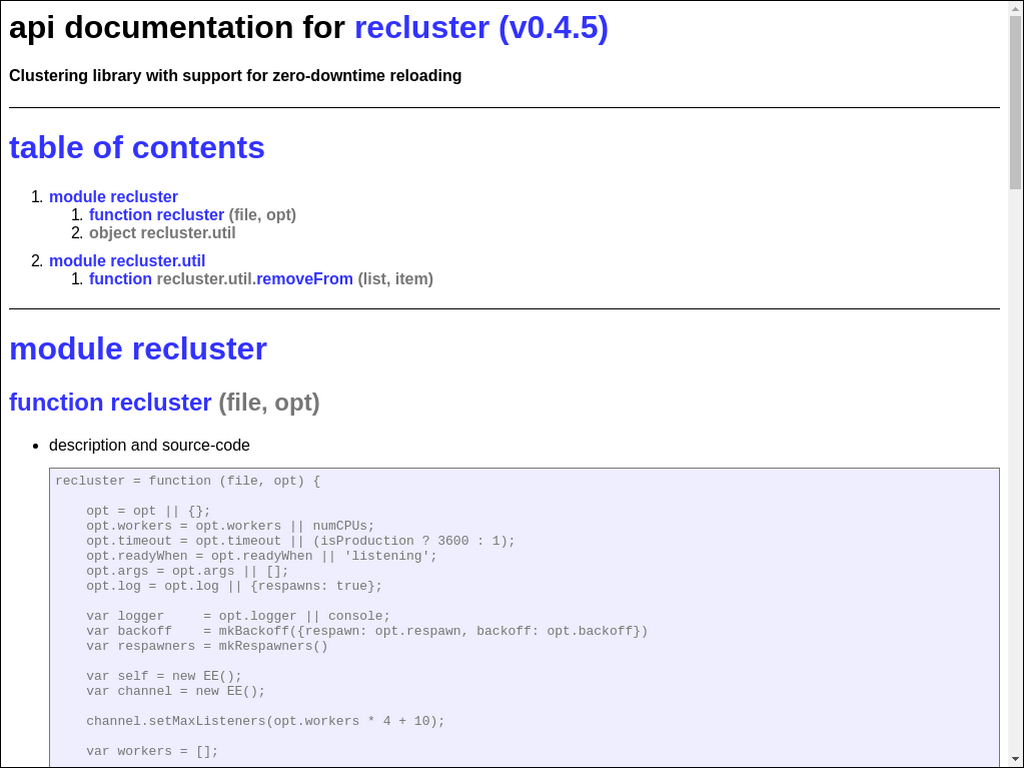 api documentation for recluster (v0.4.5)
Clustering library with support for zero-downtime reloading
table of contents
1. module recluster
1. function recluster (file, opt)
2. object recluster.util
2. module recluster.util
1. function recluster.util.removeFrom (list, item)
module recluster
function recluster (file, opt)
• description and source-code
recluster = function (file, opt) {
    opt = opt || {};
    opt.workers = opt.workers || numCPUs;
    opt.timeout = opt.timeout || (isProduction ? 3600 : 1);
    opt.readyWhen = opt.readyWhen || 'listening';
    opt.args = opt.args || [];
    opt.log = opt.log || {respawns: true};
    var logger     = opt.logger || console;
    var backoff    = mkBackoff({respawn: opt.respawn, backoff: opt.backoff})
    var respawners = mkRespawners()
    var self = new EE();
    var channel = new EE();
    channel.setMaxListeners(opt.workers * 4 + 10);
    var workers = [];